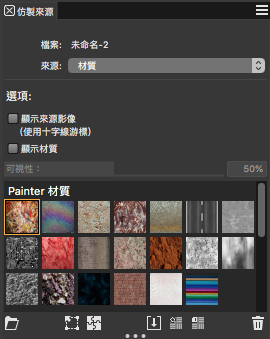 仿製來源
檔案: 未命名-2
來源: 材質
選項:
顯示來源影像
(使用十字線游標)
顯示材質
可視性： 50%
Painter 材質